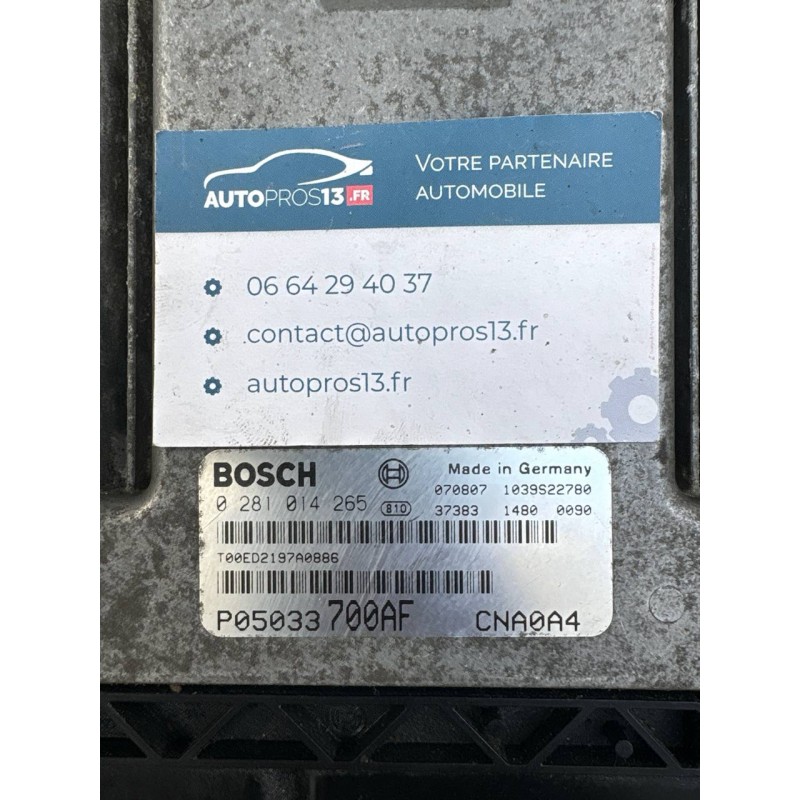 AUTOPROS13.FR
VOTRE PARTENAIRE
AUTOMOBILE
06 64 29 40 37
contact@autopros13.fr
autopros13.fr
BOSCH Made in Germany
0 281 014 265 810 070807 1039S22780
37383 1480 0090
T00ED2197A0886
P05033700AF CNA0A4